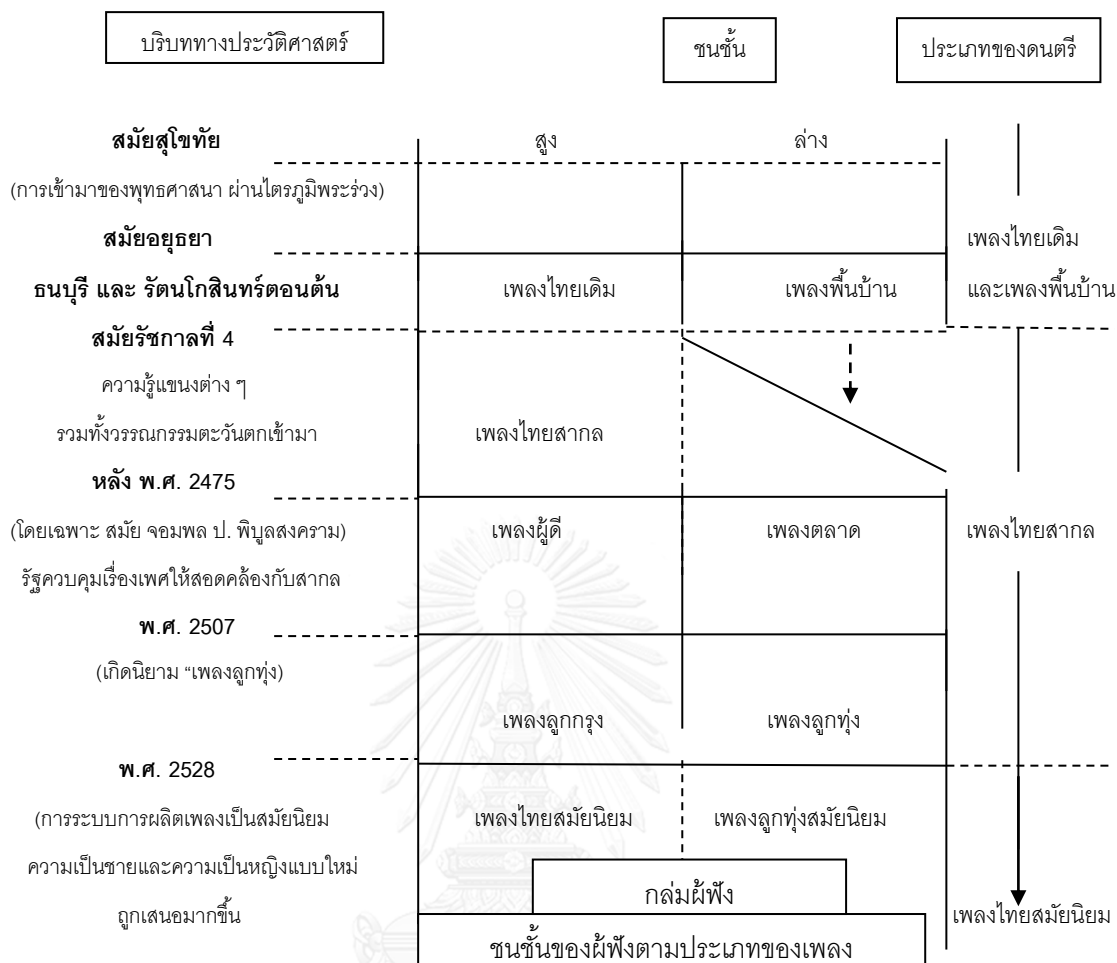 บริบททางประวัติศาสตร์ ชนชั้น ประเภทของดนตรี
สมัยสุโขทัย สูง ล่าง
(การเข้ามาของพุทธศาสนา ผ่านไตรภูมิพระร่วง)
สมัยอยุธยา เพลงไทยเดิม
ธนบุรี และ รัตนโกสินทร์ตอนต้น เพลงไทยเดิม เพลงพื้นบ้าน และเพลงพื้นบ้าน
สมัยรัชกาลที่ 4
ความรู้แขนงต่าง ๆ
รวมทั้งวรรณกรรมตะวันตกเข้ามา เพลงไทยสากล
หลัง พ.ศ. 2475
(โดยเฉพาะ สมัย จอมพล ป. พิบูลสงคราม) เพลงผู้ดี เพลงตลาด เพลงไทยสากล
รัฐควบคุมเรื่องเพศให้สอดคล้องกับสากล
พ.ศ. 2507
(เกิดนิยาม “เพลงลูกทุ่ง)
เพลงลูกกรุง เพลงลูกทุ่ง
พ.ศ. 2528
(การระบบการผลิตเพลงเป็นสมัยนิยม เพลงไทยสมัยนิยม เพลงลูกทุ่งสมัยนิยม
ความเป็นชายและความเป็นหญิงแบบใหม่
กลุ่มผู้ฟัง
ถูกเสนอมากขึ้น เพลงไทยสมัยนิยม
ชนชั้นของผู้ฟังตามประเภทของเพลง